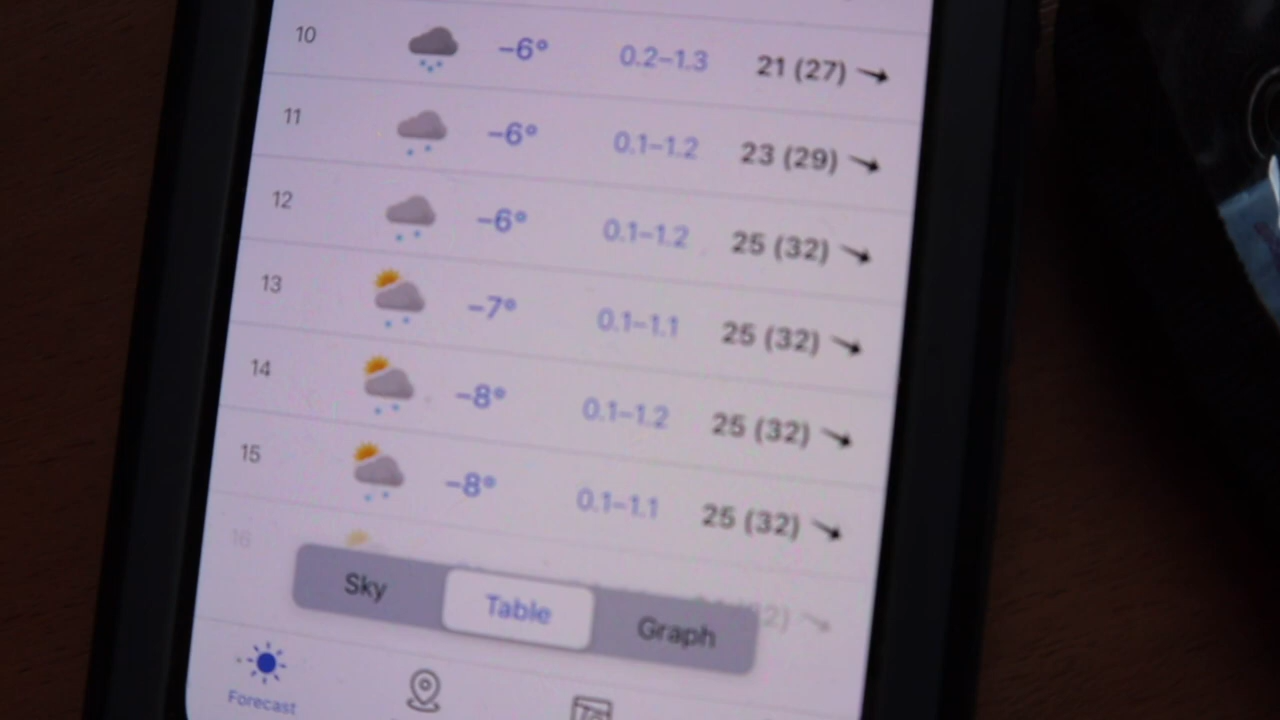 10 −6° 0.2–1.3 21 (27)
11 −6° 0.1–1.2 23 (29)
12 −6° 0.1–1.2 25 (32)
13 −7° 0.1–1.1 25 (32)
14 −8° 0.1–1.2 25 (32)
15 −8° 0.1–1.1 25 (32)
16
Sky Table Graph
Forecast